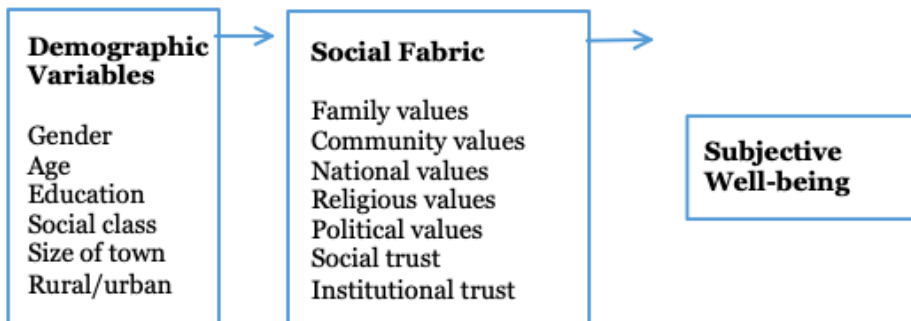 Demographic
Variables
Gender
Age
Education
Social class
Size of town
Rural/urban
Social Fabric
Family values
Community values
National values
Religious values
Political values
Social trust
Institutional trust
Subjective
Well-being